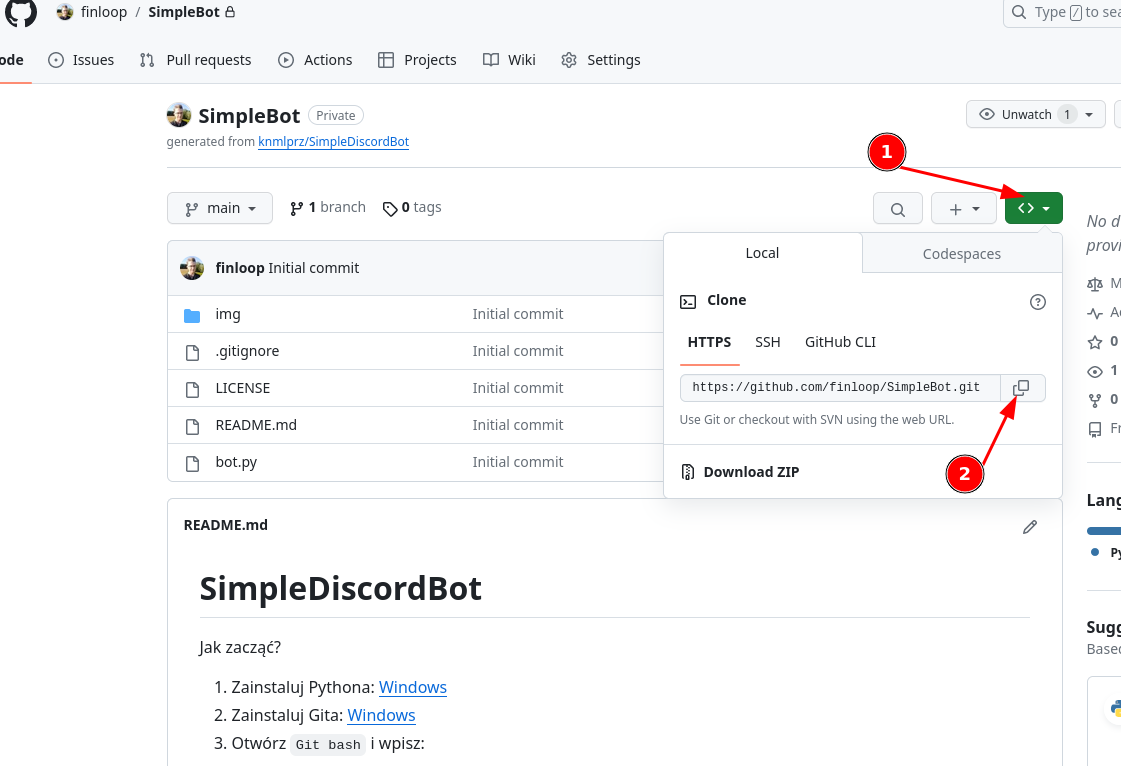 finloop / SimpleBot
Type / to sea
ode Issues Pull requests Actions Projects Wiki Settings
SimpleBot Private
Unwatch 1
generated from knmlprz/SimpleDiscordBot
1
main 1 branch 0 tags
No d
provi
finloop Initial commit
Local Codespaces
img Initial commit
.gitignore Initial commit
LICENSE Initial commit
README.md Initial commit
bot.py Initial commit
Clone
HTTPS SSH GitHub CLI
https://github.com/finloop/SimpleBot.git
Use Git or checkout with SVN using the web URL.
Download ZIP
2
M
Ac
0
1
0
Fr
README.md
Lang
Py
SimpleDiscordBot
Jak zacząć?
1. Zainstaluj Pythona: Windows
2. Zainstaluj Gita: Windows
3. Otwórz Git bash i wpisz:
Sugg
Based